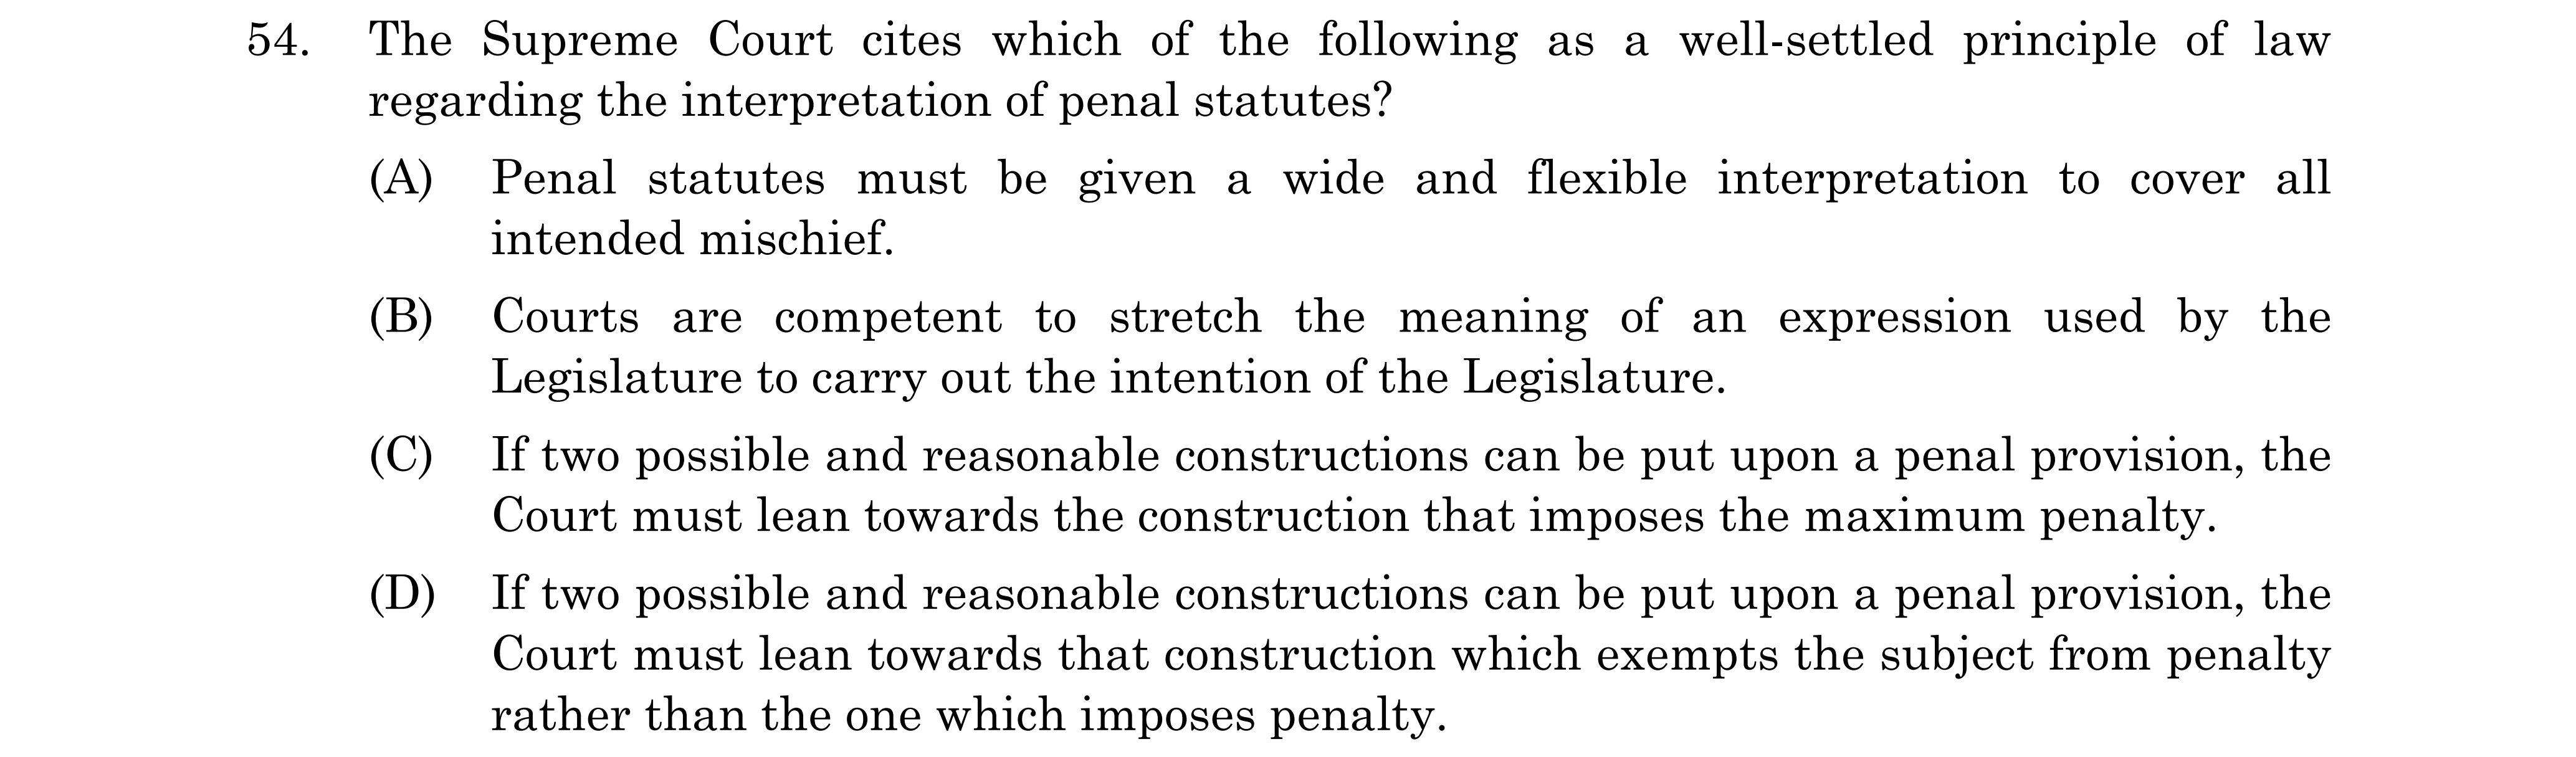 54. The Supreme Court cites which of the following as a well-settled principle of law
regarding the interpretation of penal statutes?
(A) Penal statutes must be given a wide and flexible interpretation to cover all
intended mischief.
(B) Courts are competent to stretch the meaning of an expression used by the
Legislature to carry out the intention of the Legislature.
(C) If two possible and reasonable constructions can be put upon a penal provision, the
Court must lean towards the construction that imposes the maximum penalty.
(D) If two possible and reasonable constructions can be put upon a penal provision, the
Court must lean towards that construction which exempts the subject from penalty
rather than the one which imposes penalty.